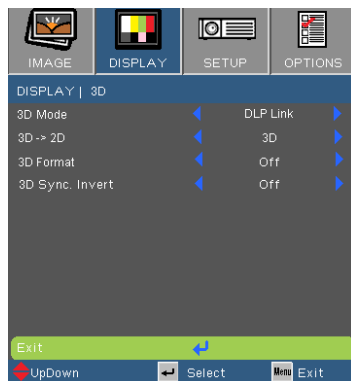 IMAGE DISPLAY SETUP OPTIONS
DISPLAY | 3D
3D Mode DLP Link
3D -> 2D 3D
3D Format Off
3D Sync. Invert Off
Exit
UpDown Select Menu Exit